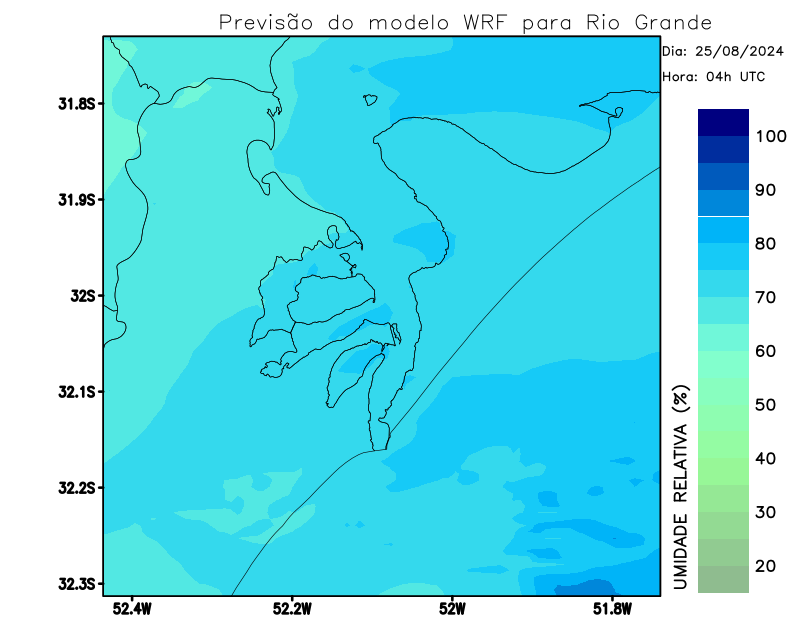 Previsão do modelo WRF para Rio Grande
Dia: 25/08/2024
Hora: 04h UTC
31.8S
31.9S
32S
32.1S
32.2S
32.3S
52.4W
52.2W
52W
51.8W
100
90
80
70
60
50
40
30
20
UMIDADE RELATIVA (%)